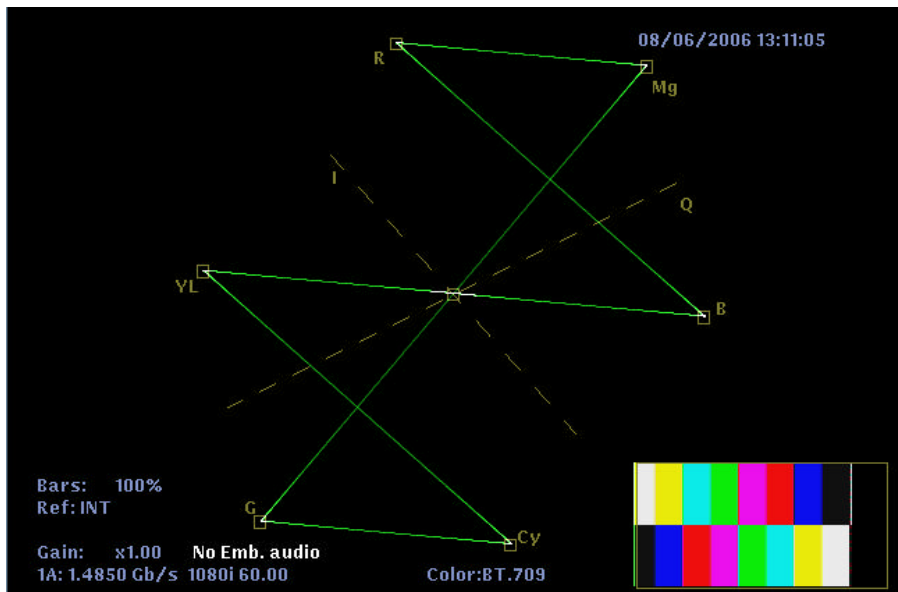 08/06/2006 13:11:05
R
Mg
I
Q
YL
B
Bars: 100%
Ref: INT
G
Cy
Gain: x1.00 No Emb. audio
1A: 1.4850 Gb/s 1080i 60.00 Color:BT.709